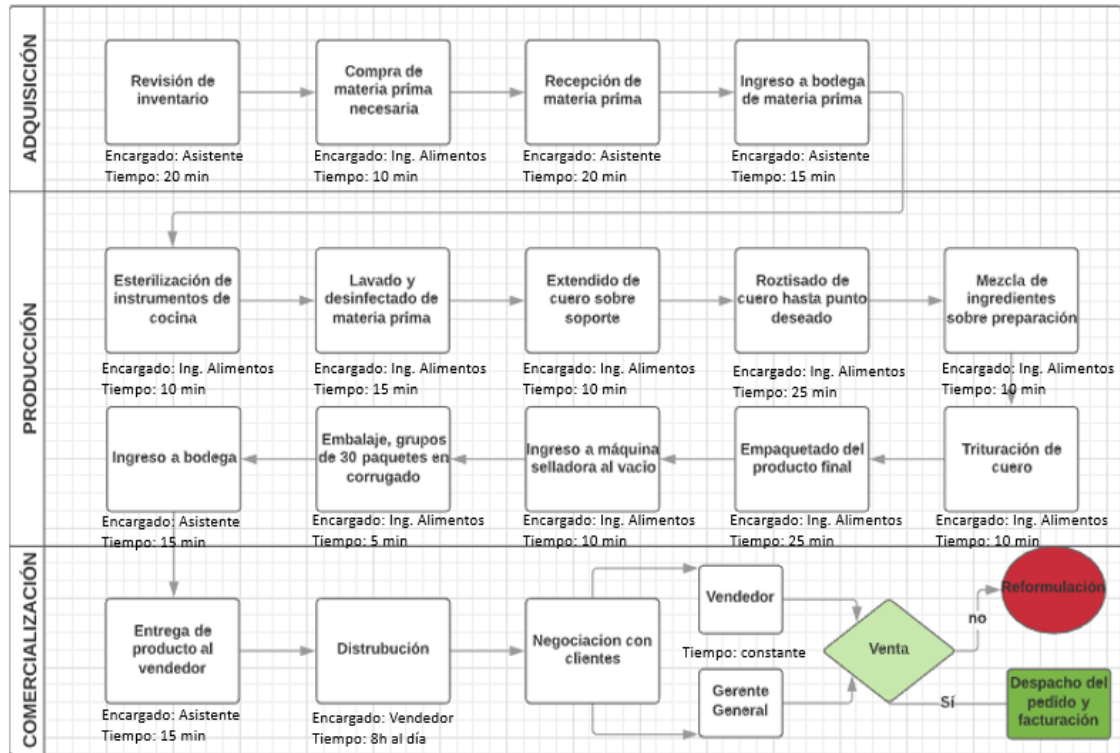 ADQUISICIÓN
Revisión de
inventario
Encargado: Asistente
Tiempo: 20 min
Compra de
materia prima
necesaria
Encargado: Ing. Alimentos
Tiempo: 10 min
Recepción de
materia prima
Encargado: Asistente
Tiempo: 20 min
Ingreso a bodega
de materia prima
Encargado: Asistente
Tiempo: 15 min
PRODUCCIÓN
Esterilización de
instrumentos de
cocina
Encargado: Ing. Alimentos
Tiempo: 10 min
Lavado y
desinfectado de
materia prima
Encargado: Ing. Alimentos
Tiempo: 15 min
Extendido de
cuero sobre
soporte
Encargado: Ing. Alimentos
Tiempo: 10 min
Roztisado de
cuero hasta punto
deseado
Encargado: Ing. Alimentos
Tiempo: 25 min
Mezcla de
ingredientes
sobre preparación
Encargado: Ing. Alimentos
Tiempo: 10 min
Trituración de
cuero
Encargado: Ing. Alimentos
Tiempo: 10 min
Empaquetado del
producto final
Encargado: Ing. Alimentos
Tiempo: 25 min
Ingreso a máquina
selladora al vacio
Encargado: Ing. Alimentos
Tiempo: 10 min
Embalaje, grupos
de 30 paquetes en
corrugado
Encargado: Ing. Alimentos
Tiempo: 5 min
Ingreso a bodega
Encargado: Asistente
Tiempo: 15 min
COMERCIALIZACIÓN
Entrega de
producto al
vendedor
Encargado: Asistente
Tiempo: 15 min
Distrubución
Encargado: Vendedor
Tiempo: 8h al día
Negociacion con
clientes
Vendedor
Tiempo: constante
Gerente
General
Venta
no
Reformulación
Sí
Despacho del
pedido y
facturación